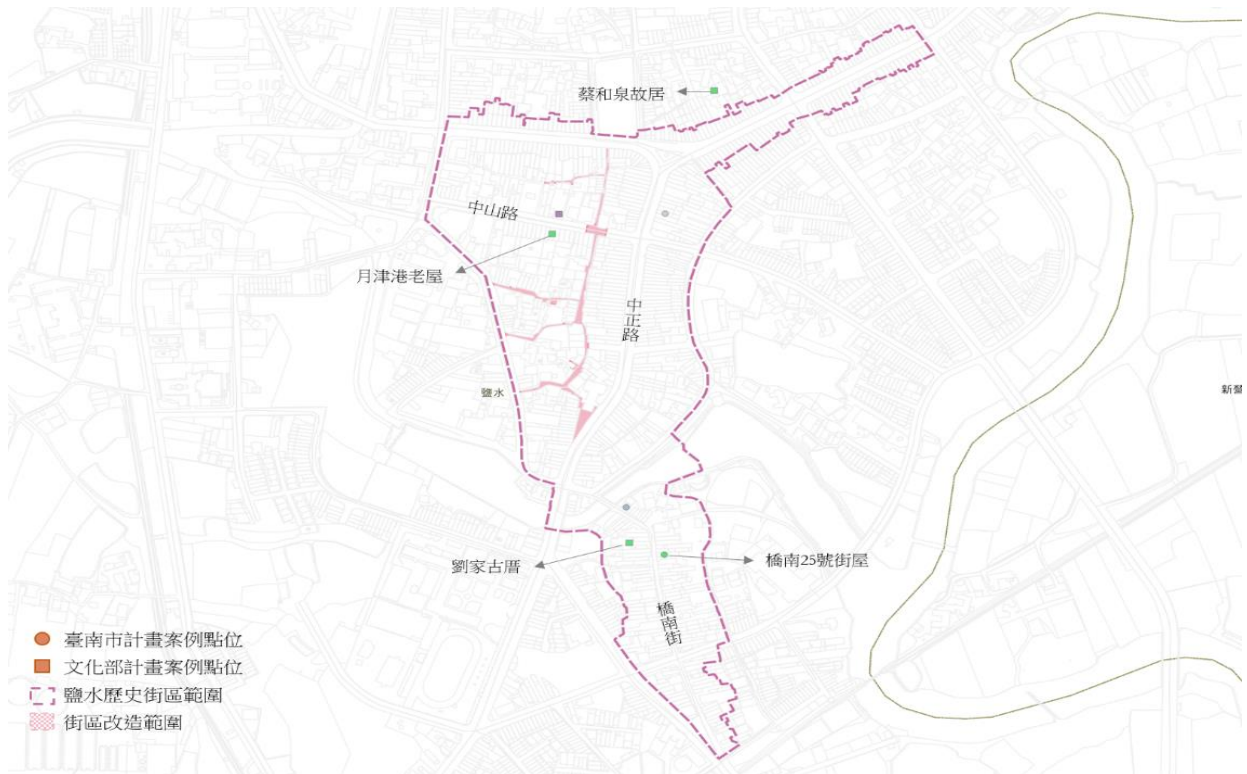 蔡和泉故居
中山路
月津港老屋
中正路
鹽水
新營
劉家古厝
橋南25號街屋
橋南街
臺南市計畫案例點位
文化部計畫案例點位
鹽水歷史街區範圍
街區改造範圍